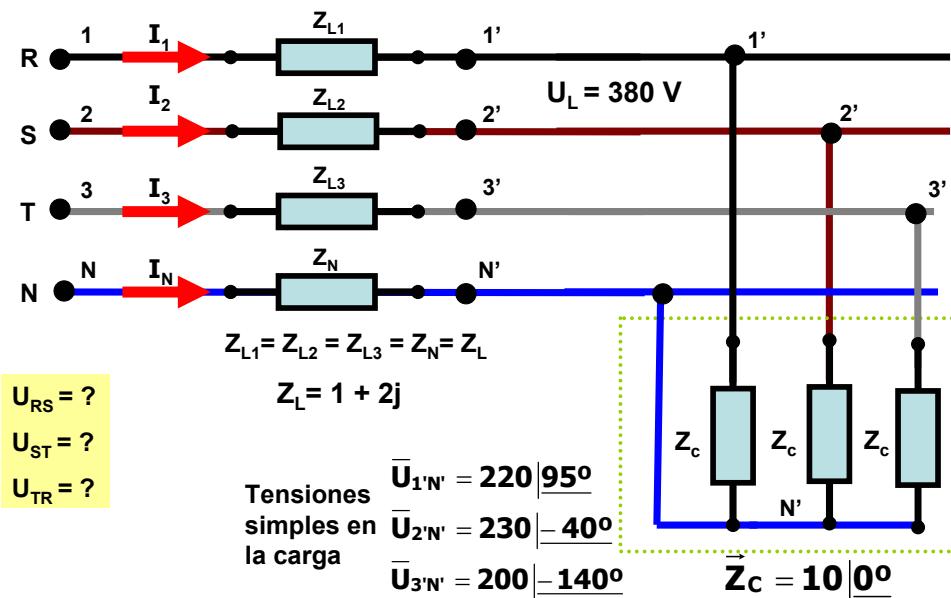 1 I1 ZL1 1’ 1’
R
UL = 380 V
2 I2 ZL2 2’ 2’
S
3 I3 ZL3 3’ 3’
T
N IN ZN N’
N
ZL1= ZL2 = ZL3 = ZN= ZL
ZL= 1 + 2j
URS = ?
UST = ?
UTR = ?
Zc Zc Zc
N’
Tensiones
simples en
la carga
U1'N' = 220|95º
U2'N' = 230|− 40º
U3'N' = 200|−140º
ZC = 10|0º